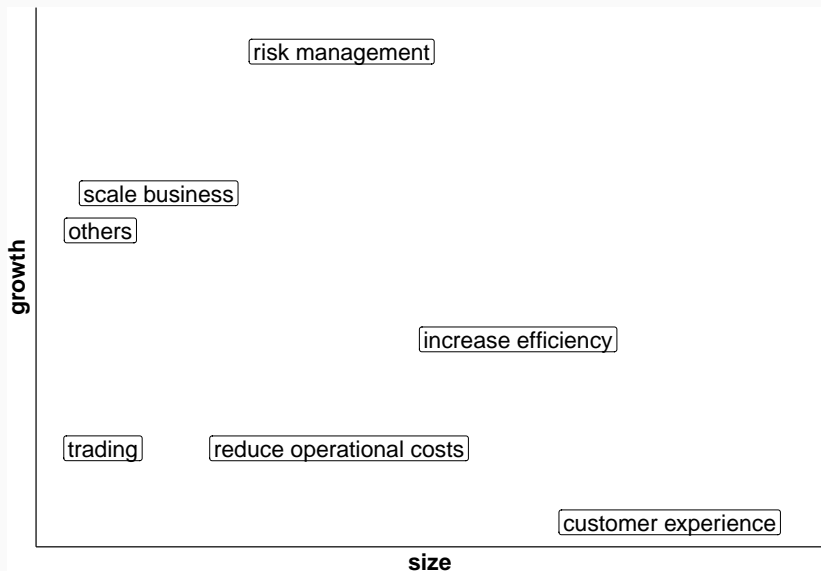 risk management
scale business
others
growth
increase efficiency
trading
reduce operational costs
customer experience
size